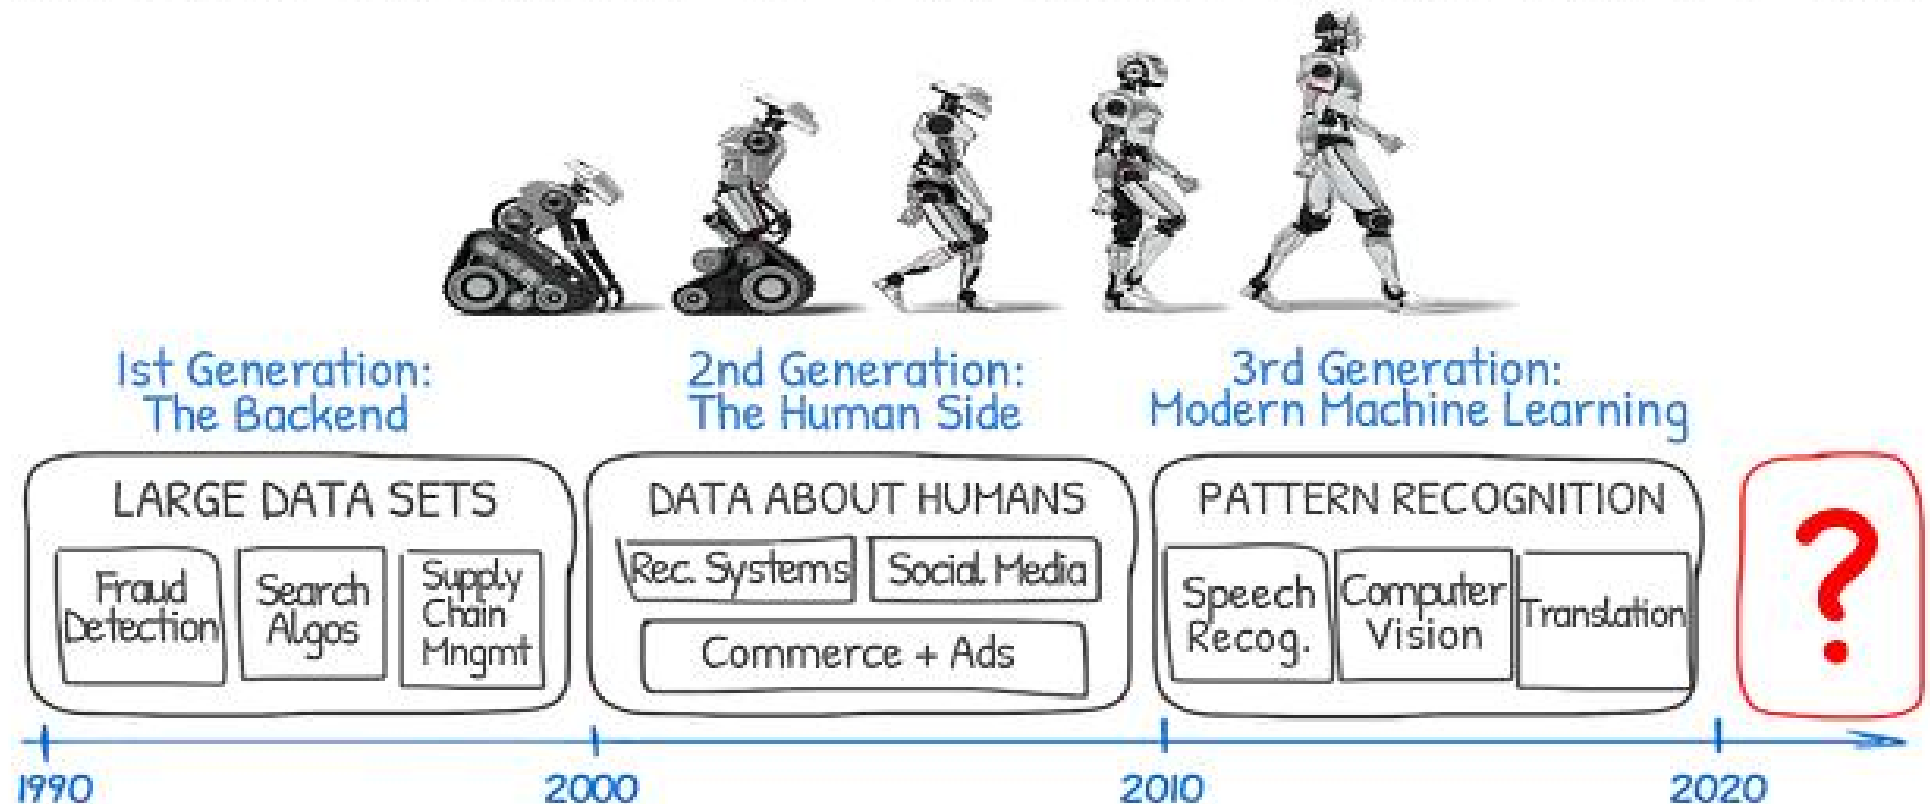 1st Generation:
The Backend
2nd Generation:
The Human Side
3rd Generation:
Modern Machine Learning
LARGE DATA SETS
Fraud
Detection
Search
Algos
Supply
Chain
Mngmt
DATA ABOUT HUMANS
Rec. Systems
Social Media
Commerce + Ads
PATTERN RECOGNITION
Speech
Recog.
Computer
Vision
Translation
?
1990
2000
2010
2020